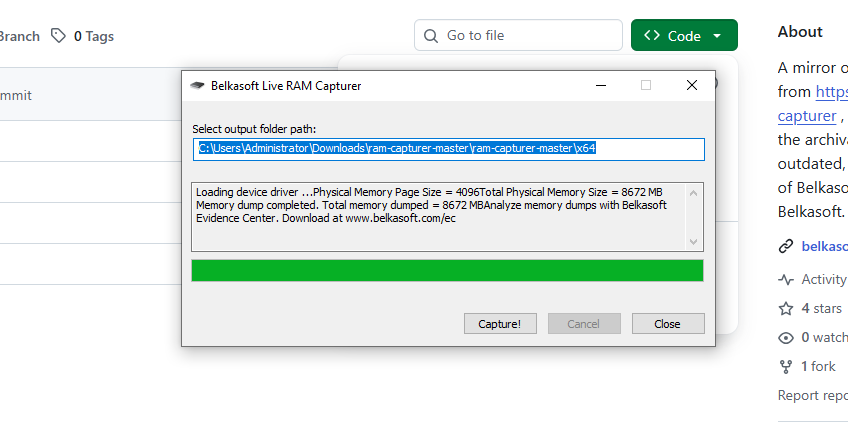 Branch
0 Tags
Go to file
Code
About
Belkasoft Live RAM Capturer
A mirror o
from https
capturer ,
the archiv
outdated,
of Belkaso
Belkasoft.
mmit
Select output folder path:
C:\Users\Administrator\Downloads\ram-capturer-master\ram-capturer-master\x64
Loading device driver ...Physical Memory Page Size = 4096Total Physical Memory Size = 8672 MB
Memory dump completed. Total memory dumped = 8672 MBAnalyze memory dumps with Belkasoft
Evidence Center. Download at www.belkasoft.com/ec
Capture!
Cancel
Close
belkaso
Activity
4 stars
0 watch
1 fork
Report repo